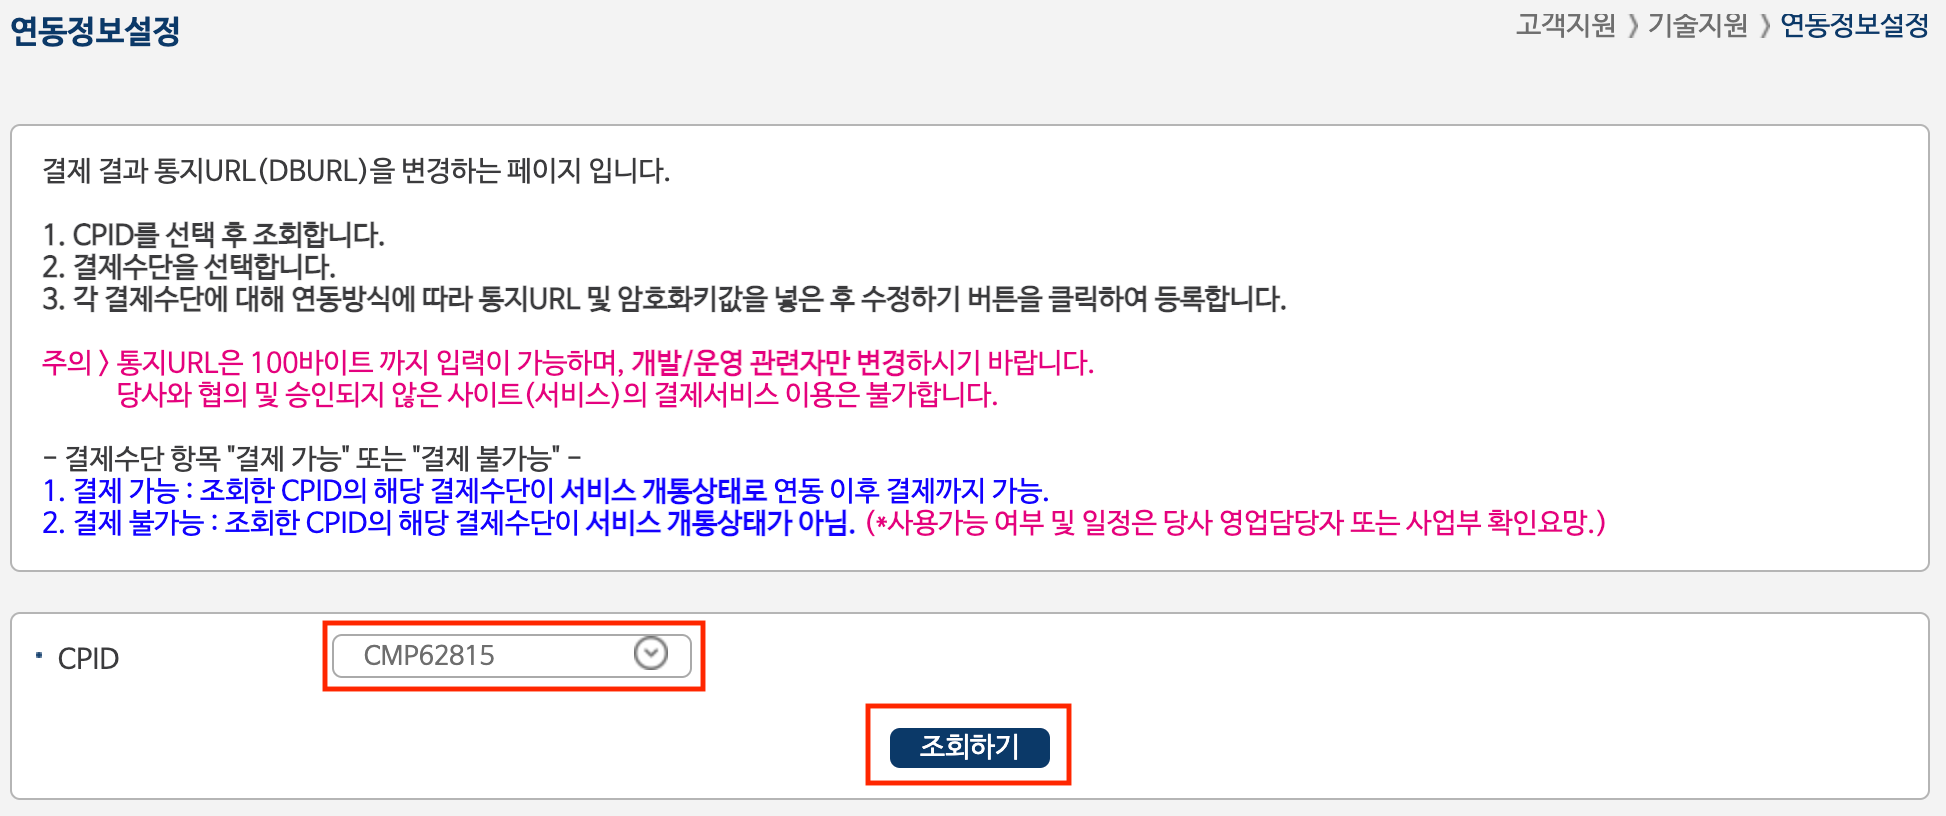 연동정보설정
고객지원 > 기술지원 > 연동정보설정
결제 결과 통지URL(DBURL)을 변경하는 페이지 입니다.
1. CPID를 선택 후 조회합니다.
2. 결제수단을 선택합니다.
3. 각 결제수단에 대해 연동방식에 따라 통지URL 및 암호화키값을 넣은 후 수정하기 버튼을 클릭하여 등록합니다.
주의 > 통지URL은 100바이트 까지 입력이 가능하며, 개발/운영 관련자만 변경하시기 바랍니다.
당사와 협의 및 승인되지 않은 사이트(서비스)의 결제서비스 이용은 불가합니다.
- 결제수단 항목 "결제 가능" 또는 "결제 불가능" -
1. 결제 가능 : 조회한 CPID의 해당 결제수단이 서비스 개통상태로 연동 이후 결제까지 가능.
2. 결제 불가능 : 조회한 CPID의 해당 결제수단이 서비스 개통상태가 아님. (*사용가능 여부 및 일정은 당사 영업담당자 또는 사업부 확인요망.)
CPID
CMP62815
조회하기